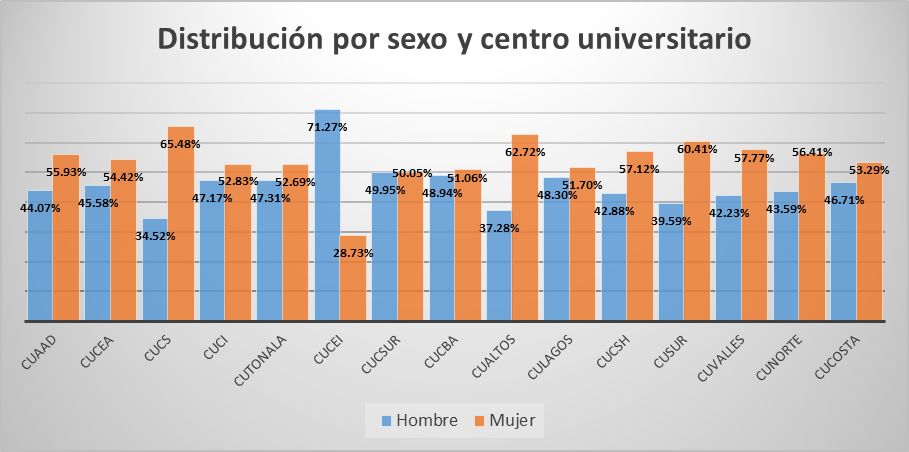 Distribución por sexo y centro universitario
44.07% 55.93% 45.58% 54.42% 34.52% 65.48% 47.17% 52.83% 47.31% 52.69% 71.27% 28.73% 49.95% 50.05% 48.94% 51.06% 37.28% 62.72% 48.30% 51.70% 42.88% 57.12% 39.59% 60.41% 42.23% 57.77% 43.59% 56.41% 46.71% 53.29%
CUAAD CUCEA CUCS CUCI CUTONALA CUCEI CUCSUR CUCBA CUALTOS CULAGOS CUCSH CUSUR CUVALLES CUNORTE CUCOSTA
Hombre Mujer